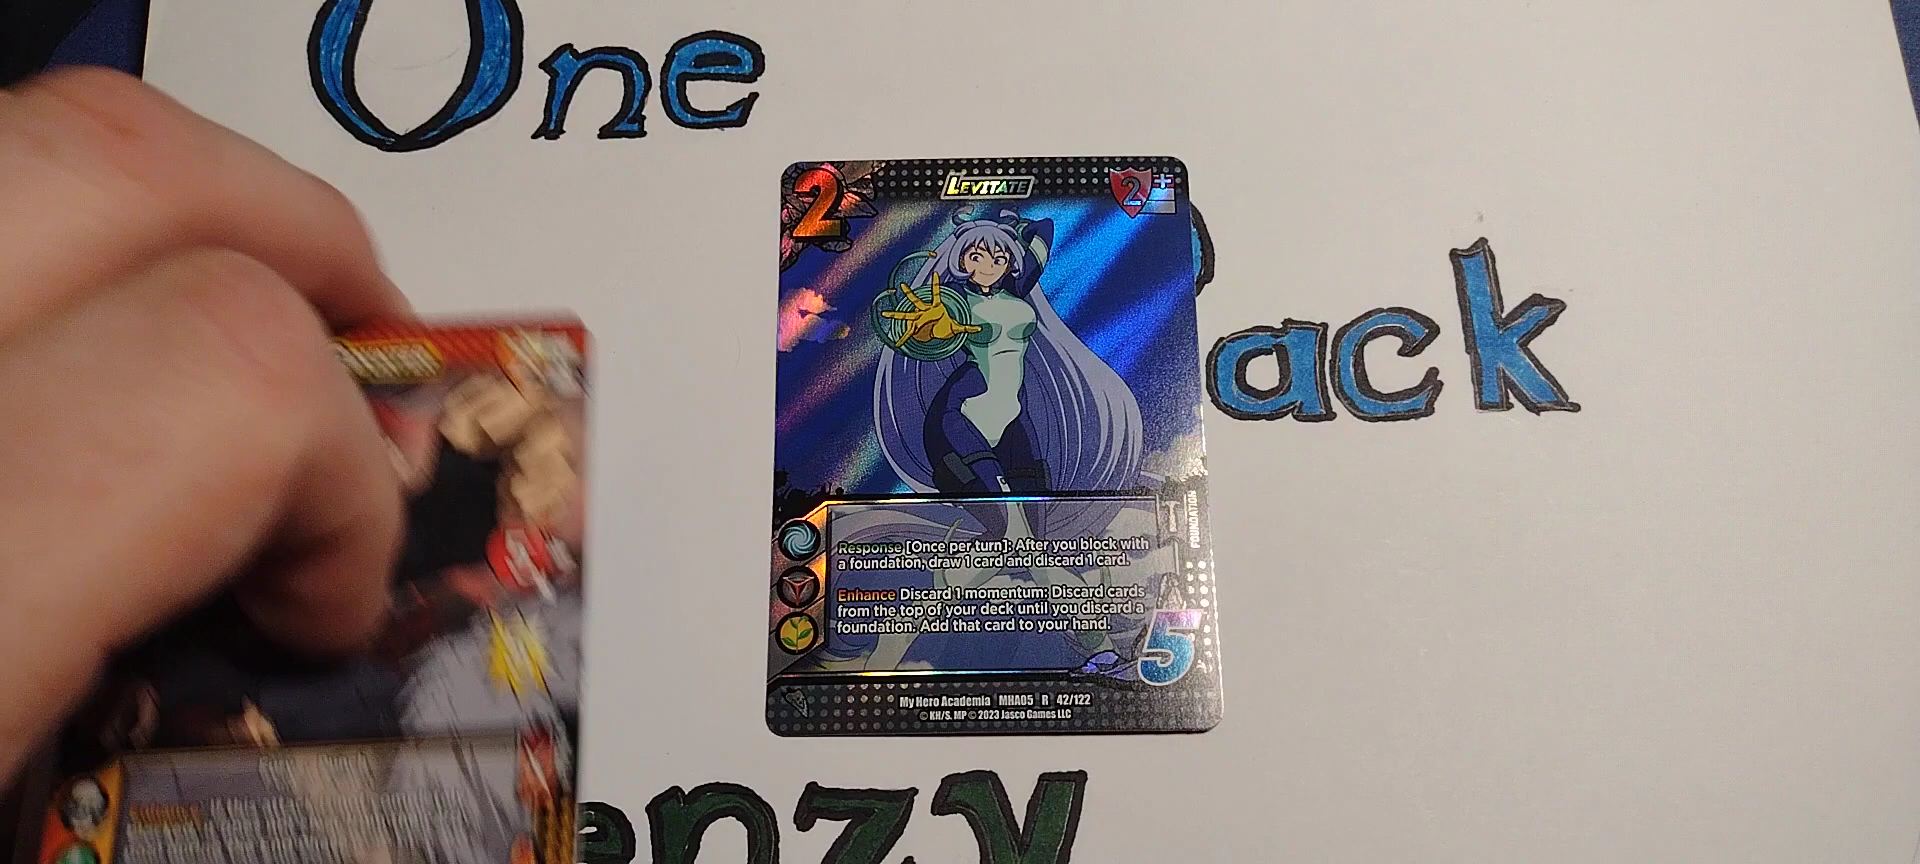 One
ack
enzy
2
LEVITATE
2+
FOUNDATION
Response [Once per turn]: After you block with
a foundation, draw 1 card and discard 1 card.
Enhance Discard 1 momentum: Discard cards
from the top of your deck until you discard a
foundation. Add that card to your hand.
5
My Hero Academia MHA05 R 42/122
© KH/S. MP © 2023 Jasco Games LLC